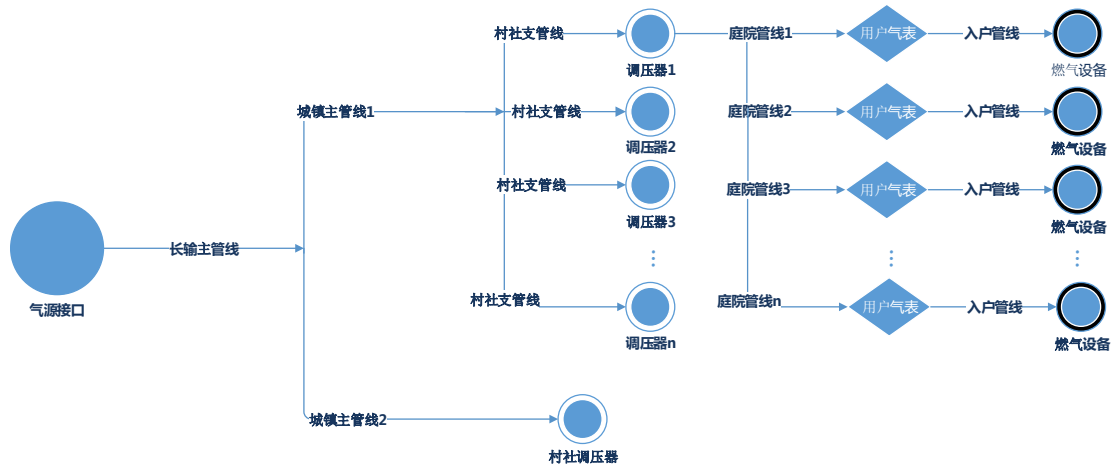 村社支管线
庭院管线1
用户气表
入户管线
调压器1
燃气设备
城镇主管线1
村社支管线
庭院管线2
用户气表
入户管线
调压器2
燃气设备
村社支管线
庭院管线3
用户气表
入户管线
调压器3
燃气设备
长输主管线
气源接口
村社支管线
庭院管线n
用户气表
入户管线
调压器n
燃气设备
城镇主管线2
村社调压器